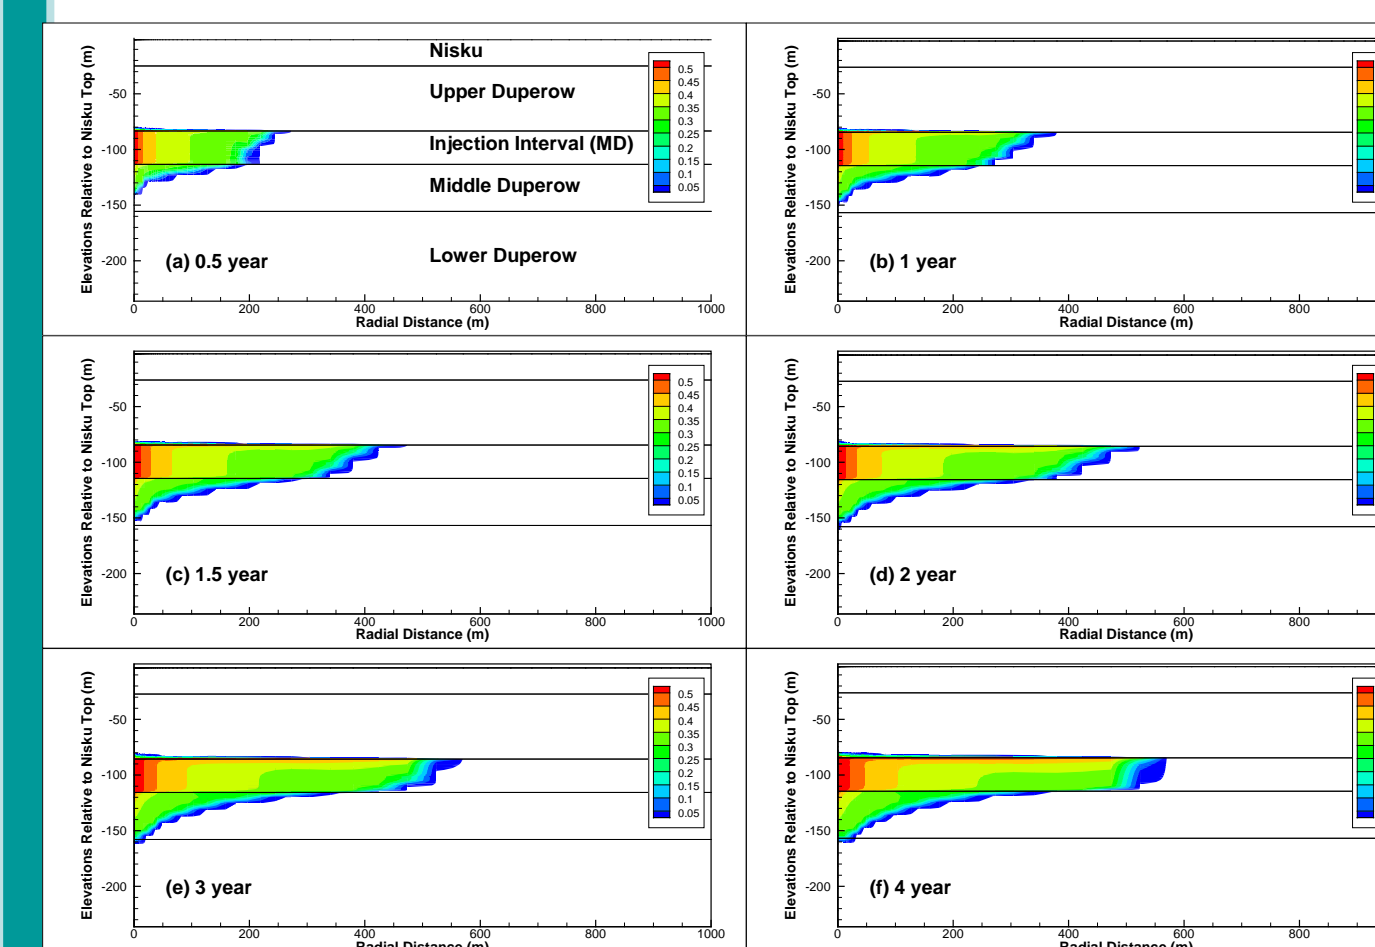 Elevations Relative to Nisku Top (m)
-50
-100
-150
-200
Nisku
Upper Duperow
Injection Interval (MD)
Middle Duperow
Lower Duperow
(a) 0.5 year
0.5
0.45
0.4
0.35
0.3
0.25
0.2
0.15
0.1
0.05
0 200 400 600 800 1000
Radial Distance (m)
Elevations Relative to Nisku Top (m)
-50
-100
-150
-200
(b) 1 year
0 200 400 600 800
Radial Distance (m)
Elevations Relative to Nisku Top (m)
-50
-100
-150
-200
(c) 1.5 year
0.5
0.45
0.4
0.35
0.3
0.25
0.2
0.15
0.1
0.05
0 200 400 600 800 1000
Radial Distance (m)
Elevations Relative to Nisku Top (m)
-50
-100
-150
-200
(d) 2 year
0 200 400 600 800
Radial Distance (m)
Elevations Relative to Nisku Top (m)
-50
-100
-150
-200
(e) 3 year
0.5
0.45
0.4
0.35
0.3
0.25
0.2
0.15
0.1
0.05
0 200 400 600 800 1000
Radial Distance (m)
Elevations Relative to Nisku Top (m)
-50
-100
-150
-200
(f) 4 year
0 200 400 600 800
Radial Distance (m)